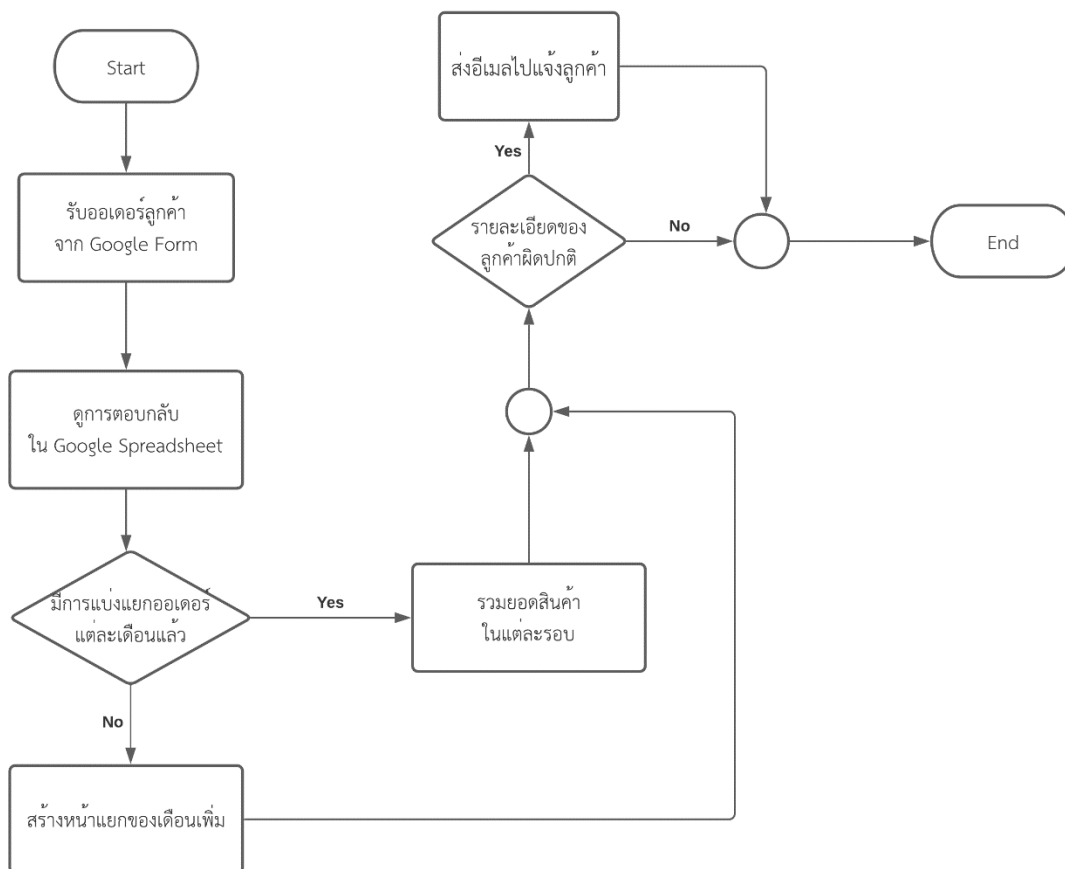 Start
รับออเดอร์ลูกค้า
จาก Google Form
ดูการตอบกลับ
ใน Google Spreadsheet
มีการแบ่งแยกออเดอร์
แต่ละเดือนแล้ว
Yes
No
สร้างหน้าแยกของเดือนเพิ่ม
รวมยอดสินค้า
ในแต่ละรอบ
รายละเอียดของ
ลูกค้าผิดปกติ
Yes
No
ส่งอีเมลไปแจ้งลูกค้า
End